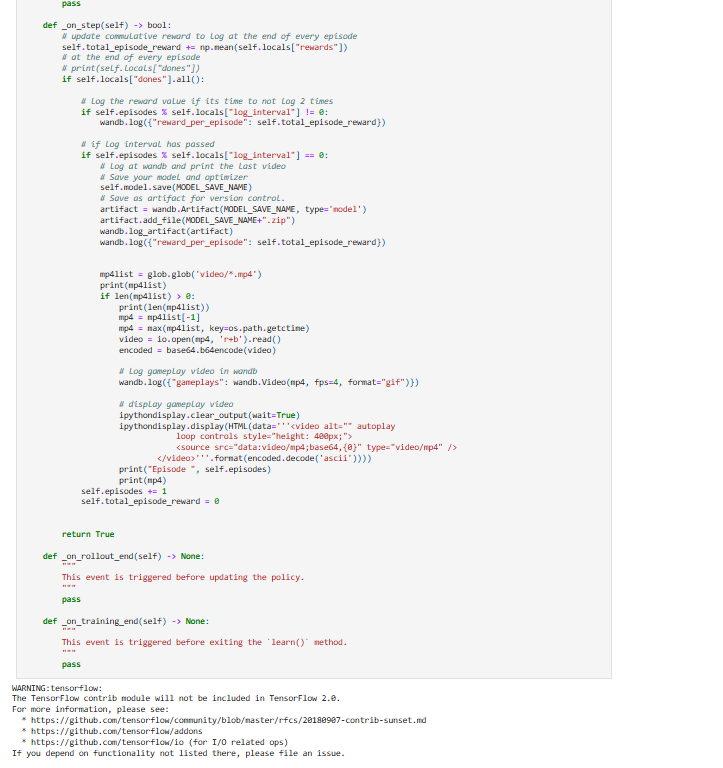 pass
def _on_step(self) -> bool:
# update commulative reward to log at the end of every episode
self.total_episode_reward += np.mean(self.locals["rewards"])
# at the end of every episode
# print(self.locals["dones"])
if self.locals["dones"].all():
# Log the reward value if its time to not log 2 times
if self.episodes % self.locals["log_interval"] != 0:
wandb.log({"reward_per_episode": self.total_episode_reward})
# if log interval has passed
if self.episodes % self.locals["log_interval"] == 0:
# Log at wandb and print the last video
# Save your model and optimizer
self.model.save(MODEL_SAVE_NAME)
# Save as artifact for version control.
artifact = wandb.Artifact(MODEL_SAVE_NAME, type='model')
artifact.add_file(MODEL_SAVE_NAME+".zip")
wandb.log_artifact(artifact)
wandb.log({"reward_per_episode": self.total_episode_reward})
mp4list = glob.glob('video/*.mp4')
print(mp4list)
if len(mp4list) > 0:
print(len(mp4list))
mp4 = mp4list[-1]
mp4 = max(mp4list, key=os.path.getctime)
video = io.open(mp4, 'r+b').read()
encoded = base64.b64encode(video)
# log gameplay video in wandb
wandb.log({"gameplays": wandb.Video(mp4, fps=4, format="gif")})
# display gameplay video
ipythondisplay.clear_output(wait=True)
ipythondisplay.display(HTML(data='''<video alt="" autoplay
loop controls style="height: 400px;">
<source src="data:video/mp4;base64,{0}" type="video/mp4" />
</video>'''.format(encoded.decode('ascii'))))
print("Episode ", self.episodes)
print(mp4)
self.episodes += 1
self.total_episode_reward = 0
return True
def _on_rollout_end(self) -> None:
"""
This event is triggered before updating the policy.
"""
pass
def _on_training_end(self) -> None:
"""
This event is triggered before exiting the `learn()` method.
"""
pass
WARNING:tensorflow:
The TensorFlow contrib module will not be included in TensorFlow 2.0.
For more information, please see:
* https://github.com/tensorflow/community/blob/master/rfcs/20180907-contrib-sunset.md
* https://github.com/tensorflow/addons
* https://github.com/tensorflow/io (for I/O related ops)
If you depend on functionality not listed there, please file an issue.